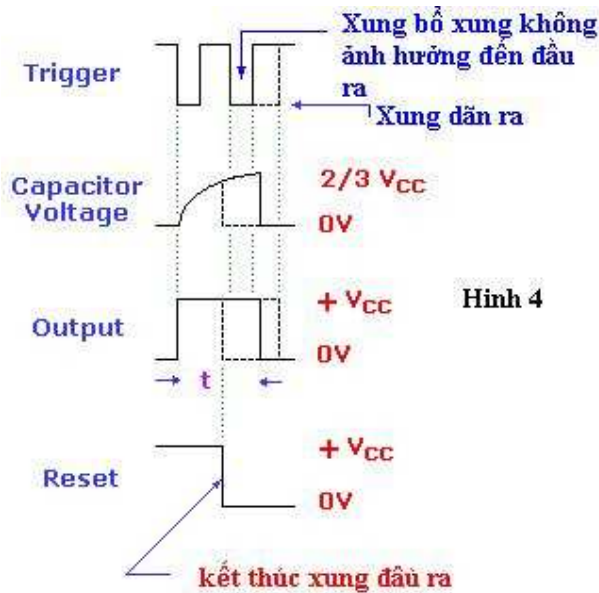 Xung bổ xung không
ảnh hưởng đến đầu
ra
Trigger
Xung dãn ra
Capacitor
Voltage
2/3 VCC
0V
Output
+ VCC
0V
Hình 4
t
Reset
+ VCC
0V
kết thúc xung đâù ra